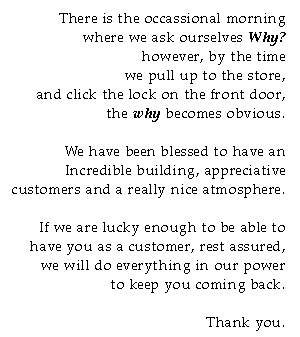 There is the occassional morning
where we ask ourselves Why?
however, by the time
we pull up to the store,
and click the lock on the front door,
the why becomes obvious.
We have been blessed to have an
Incredible building, appreciative
customers and a really nice atmosphere.
If we are lucky enough to be able to
have you as a customer, rest assured,
we will do everything in our power
to keep you coming back.
Thank you.